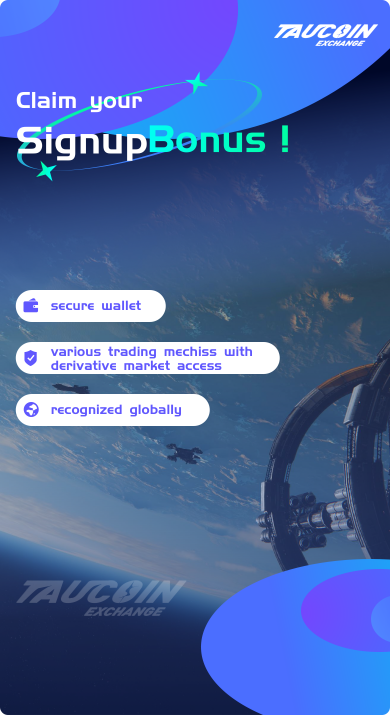 TAUCOIN
EXCHANGE
Claim your
SignupBonus !
secure wallet
various trading mechiss with
derivative market access
recognized globally
TAUCOIN
EXCHANGE